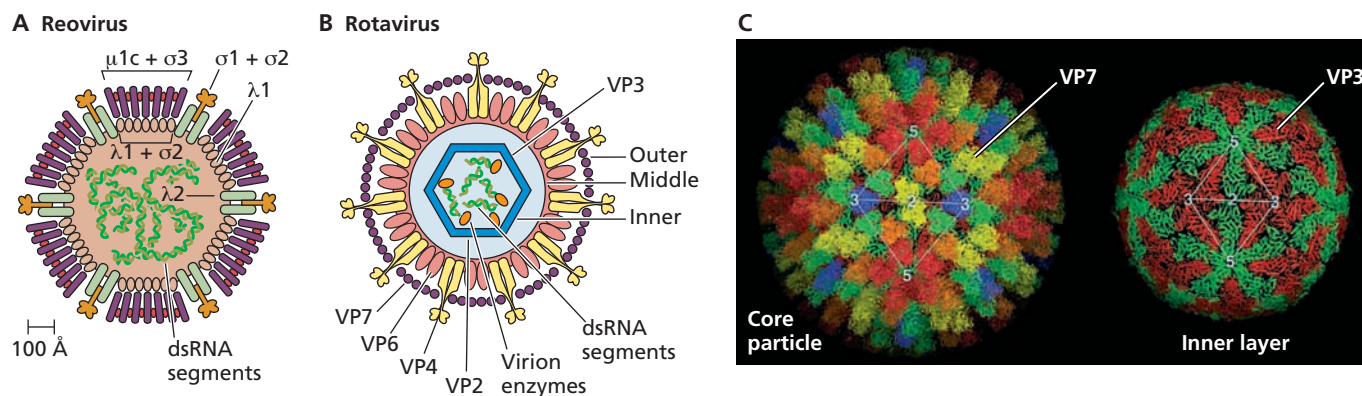 A Reovirus
μ1c + σ3
σ1 + σ2
λ1
λ1 + σ2
λ2
100 Å
dsRNA
segments
B Rotavirus
VP3
Outer
Middle
Inner
VP7
VP6
VP4
VP2
Virion
enzymes
dsRNA
segments
C
VP7
5
3
2
3
5
Core
particle
VP3
5
3
2
3
5
Inner layer